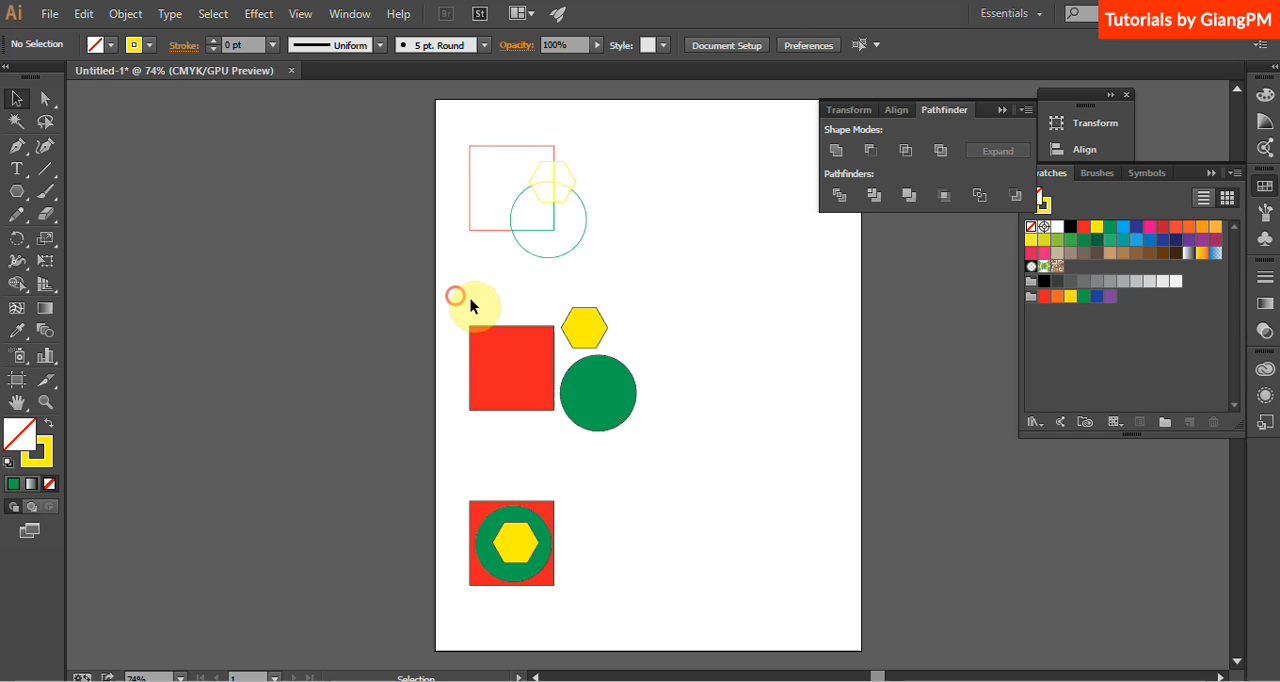 Ai File Edit Object Type Select Effect View Window Help Br St Essentials
Tutorials by GiangPM
No Selection Stroke: 0 pt Uniform 5 pt. Round Opacity: 100% Style: Document Setup Preferences
Untitled-1* @ 74% (CMYK/GPU Preview) ×
Transform Align Pathfinder
Shape Modes:
Expand
Pathfinders:
Transform
Align
watches Brushes Symbols
74% 1 Selection